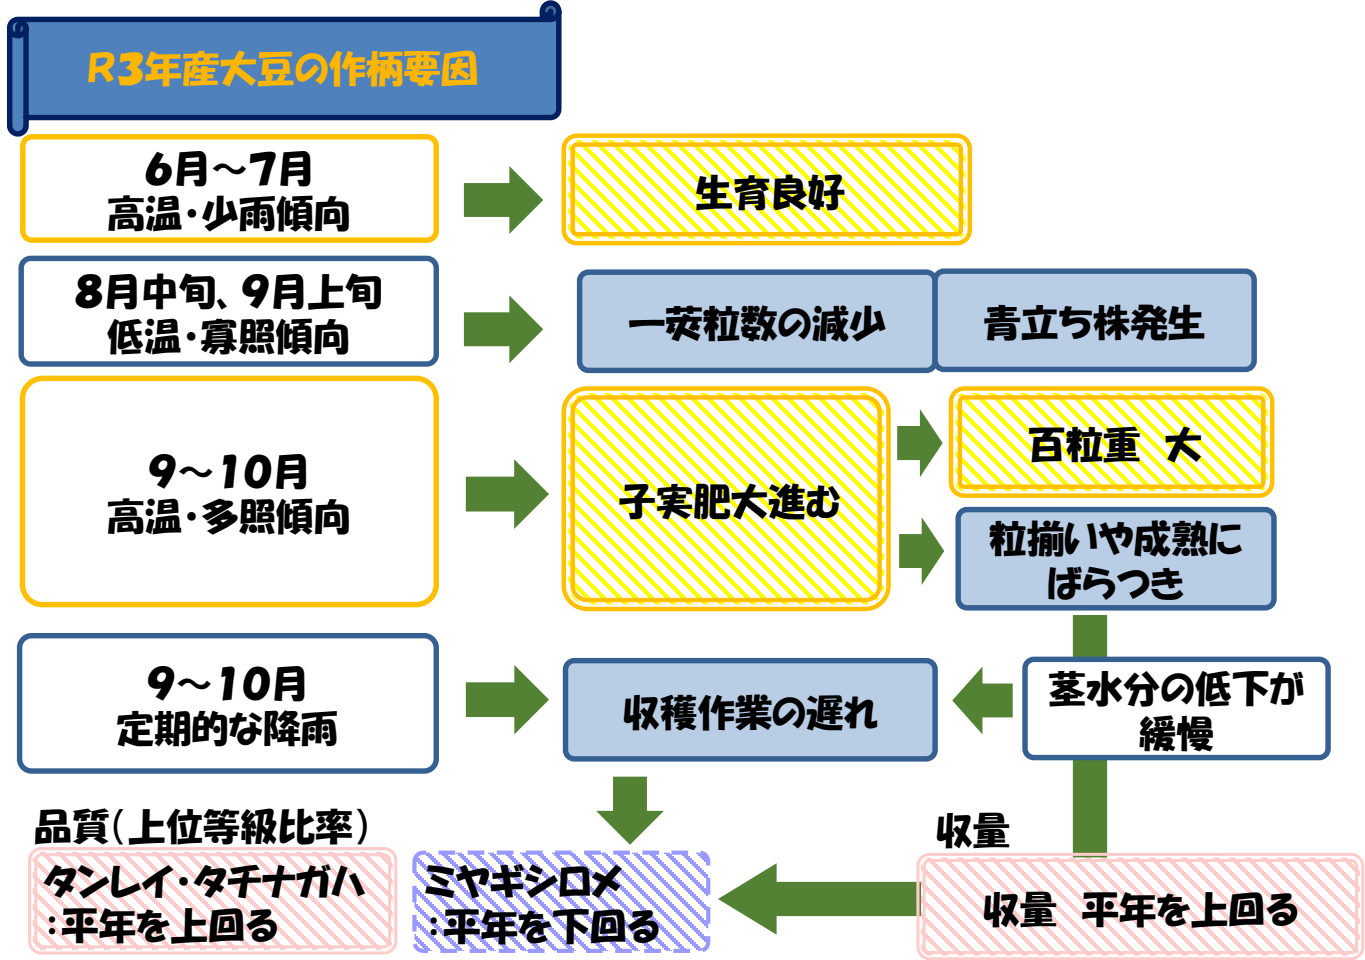 R3年産大豆の作柄要因
6月～7月
高温・少雨傾向
生育良好
8月中旬、9月上旬
低温・寡照傾向
一莢粒数の減少
青立ち株発生
9～10月
高温・多照傾向
子実肥大進む
百粒重　大
粒揃いや成熟に
ばらつき
9～10月
定期的な降雨
収穫作業の遅れ
茎水分の低下が
緩慢
品質(上位等級比率)
タンレイ・タチナガハ
:平年を上回る
ミヤギシロメ
:平年を下回る
収量
収量　平年を上回る